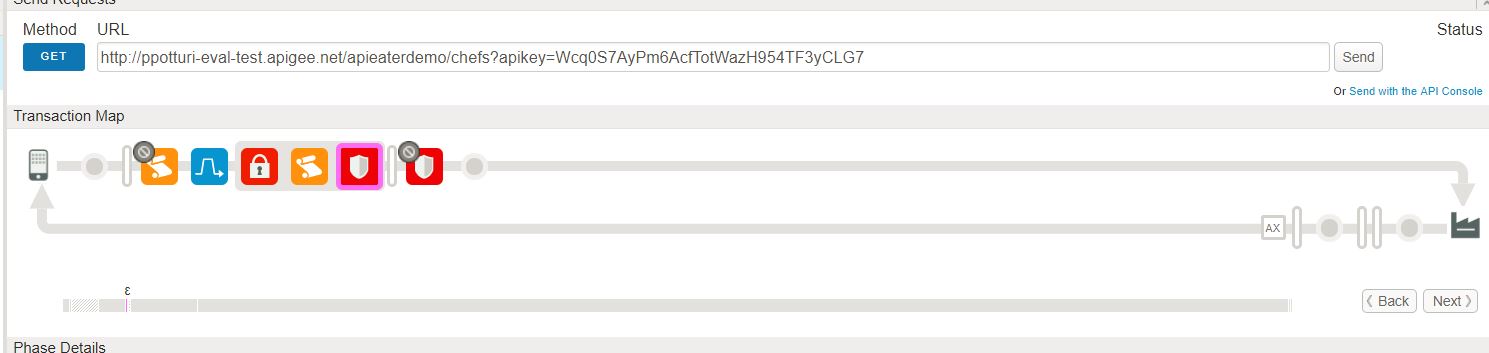 Send Requests
Method URL Status
GET http://ppotturi-eval-test.apigee.net/apieaterdemo/chefs?apikey=Wcq0S7AyPm6AcfTotWazH954TF3yCLG7 Send
Or Send with the API Console
Transaction Map
AX
ε
Back Next
Phase Details